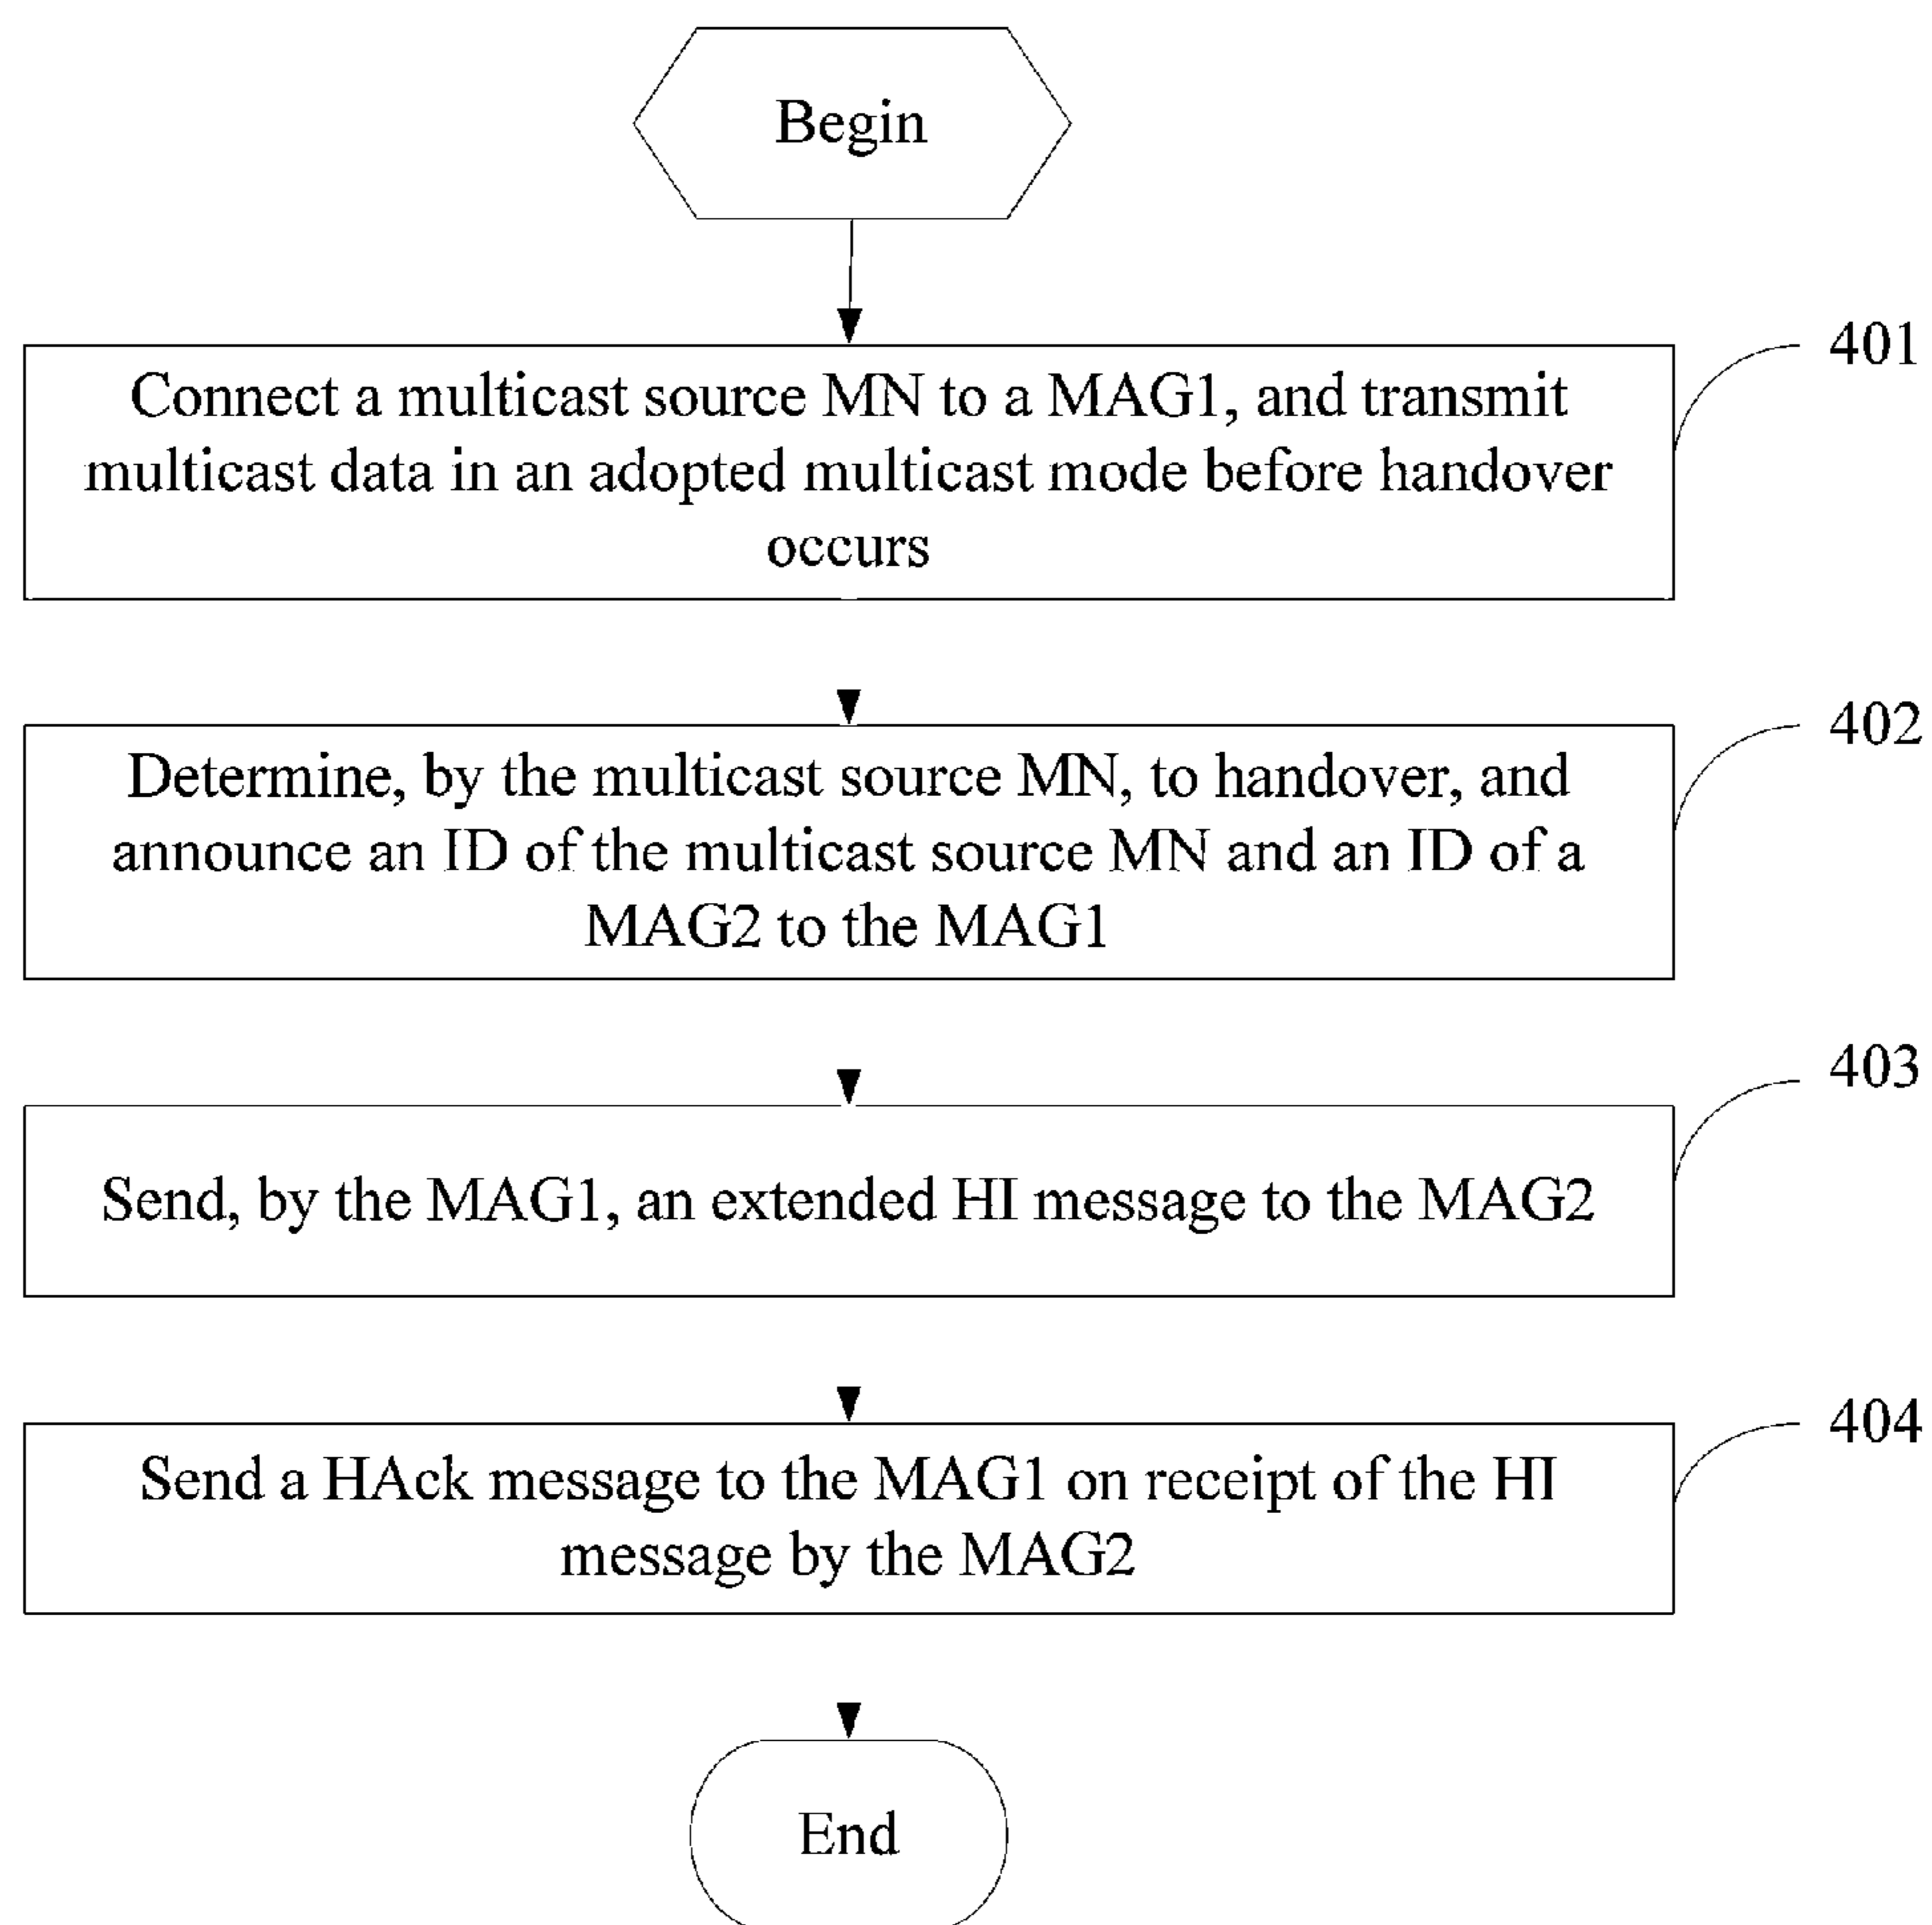 Begin
401
Connect a multicast source MN to a MAG1, and transmit
multicast data in an adopted multicast mode before handover
occurs
402
Determine, by the multicast source MN, to handover, and
announce an ID of the multicast source MN and an ID of a
MAG2 to the MAG1
403
Send, by the MAG1, an extended HI message to the MAG2
404
Send a HAck message to the MAG1 on receipt of the HI
message by the MAG2
End